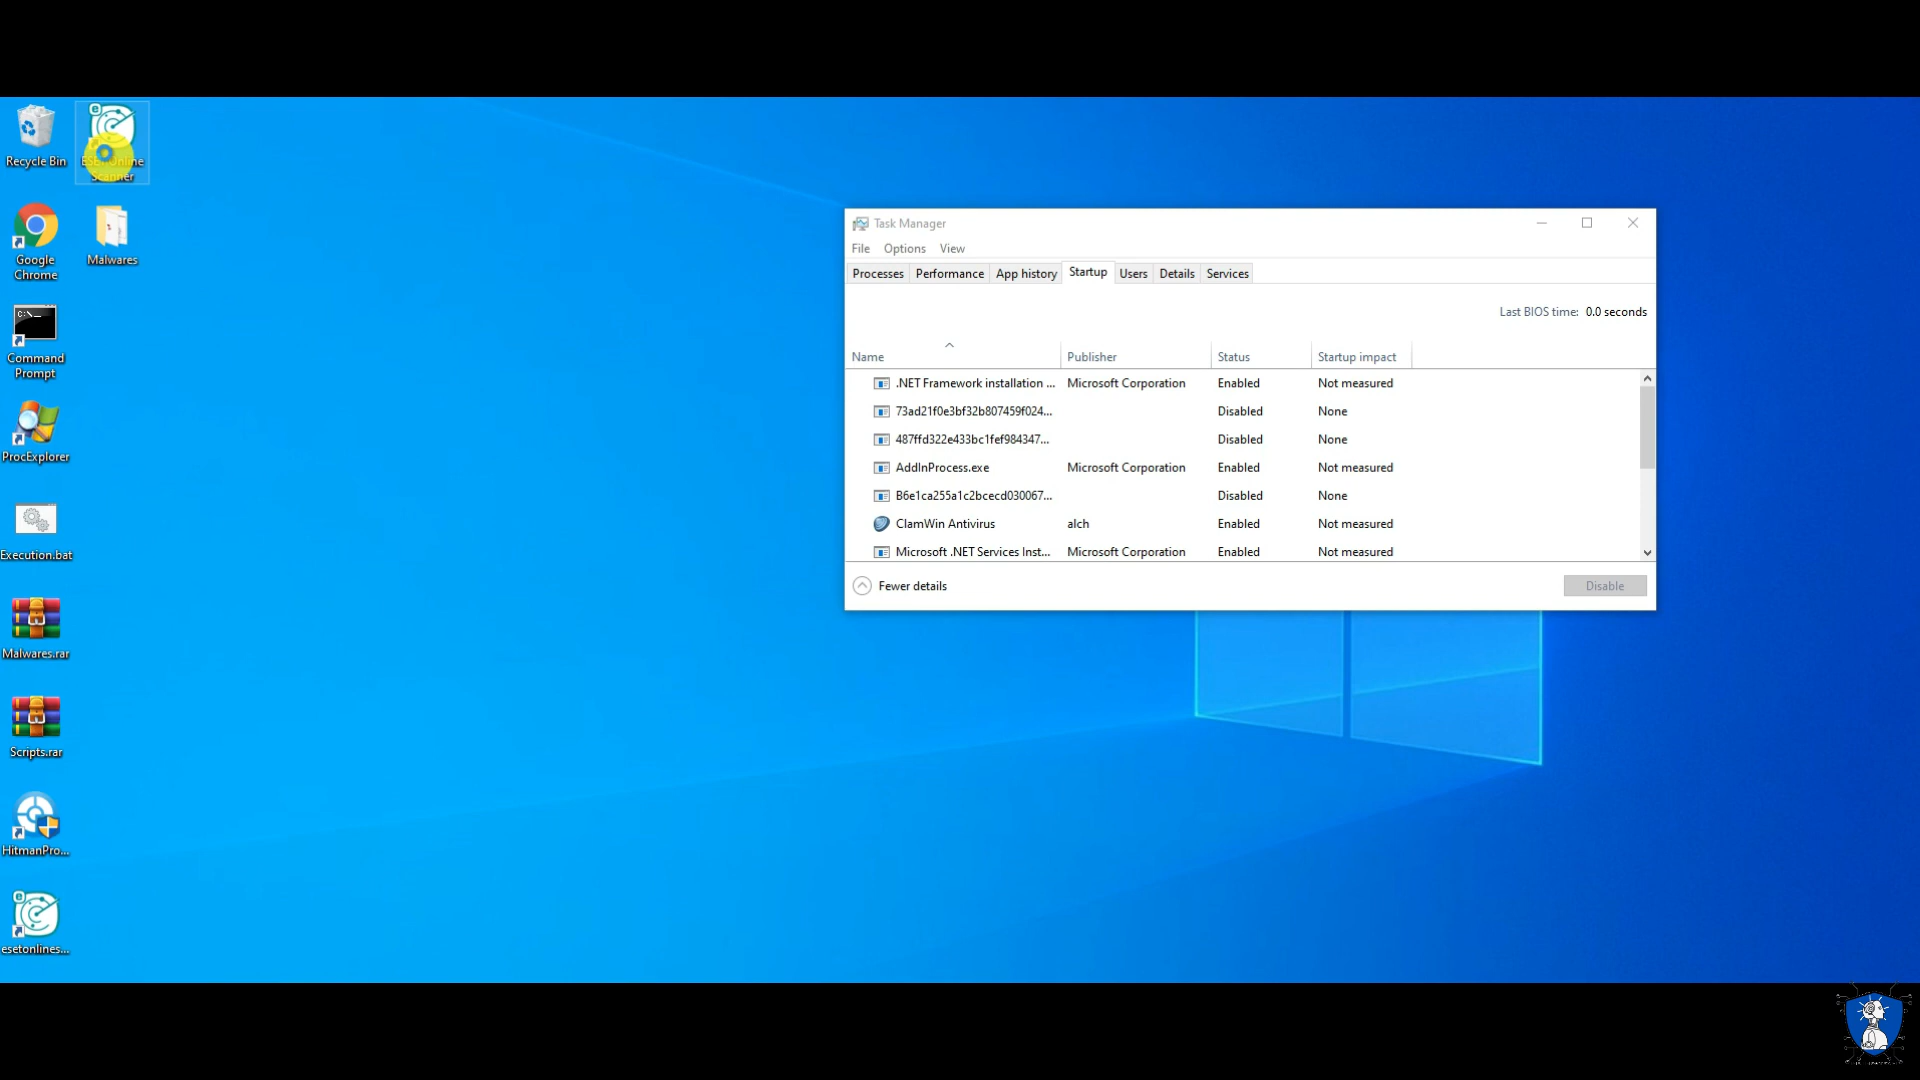 Recycle Bin
ESET Online
Scanner
Google
Chrome
Malwares
Command
Prompt
ProcExplorer
Execution.bat
Malwares.rar
Scripts.rar
HitmanPro...
esetonlines...
Task Manager
File Options View
Processes Performance App history Startup Users Details Services
Last BIOS time: 0.0 seconds
Name Publisher Status Startup impact
.NET Framework installation ... Microsoft Corporation Enabled Not measured
73ad21f0e3bf32b807459f024... Disabled None
487ffd322e433bc1fef984347... Disabled None
AddInProcess.exe Microsoft Corporation Enabled Not measured
B6e1ca255a1c2bcecd030067... Disabled None
ClamWin Antivirus alch Enabled Not measured
Microsoft .NET Services Inst... Microsoft Corporation Enabled Not measured
Fewer details
Disable